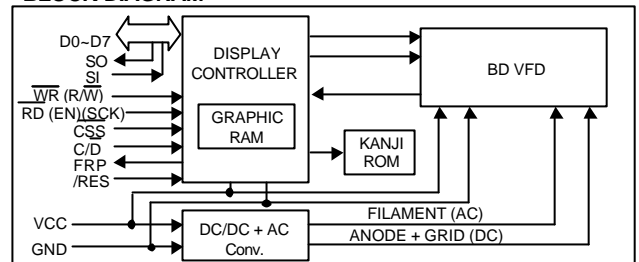 BLOCK DIAGRAM
D0~D7
SO
SI
WR (R/W)
RD (EN)(SCK)
CSS
C/D
FRP
/RES
VCC
GND
DISPLAY
CONTROLLER
GRAPHIC
RAM
BD VFD
KANJI
ROM
DC/DC + AC
Conv.
FILAMENT (AC)
ANODE + GRID (DC)